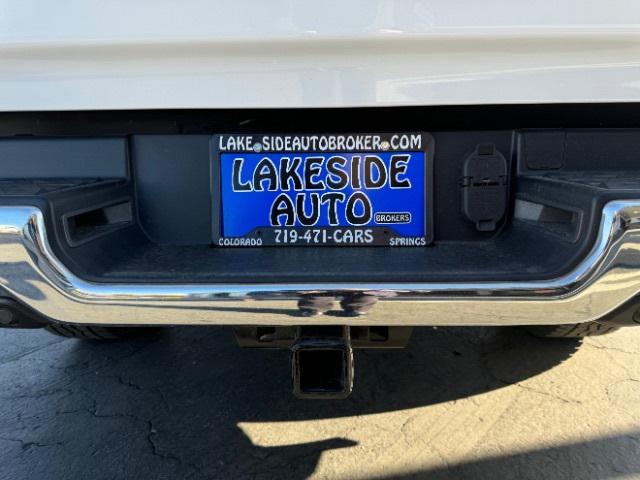 LAKE SIDEAUTOBROKER.COM
LAKESIDE
AUTO BROKERS
COLORADO 719-471-CARS SPRINGS